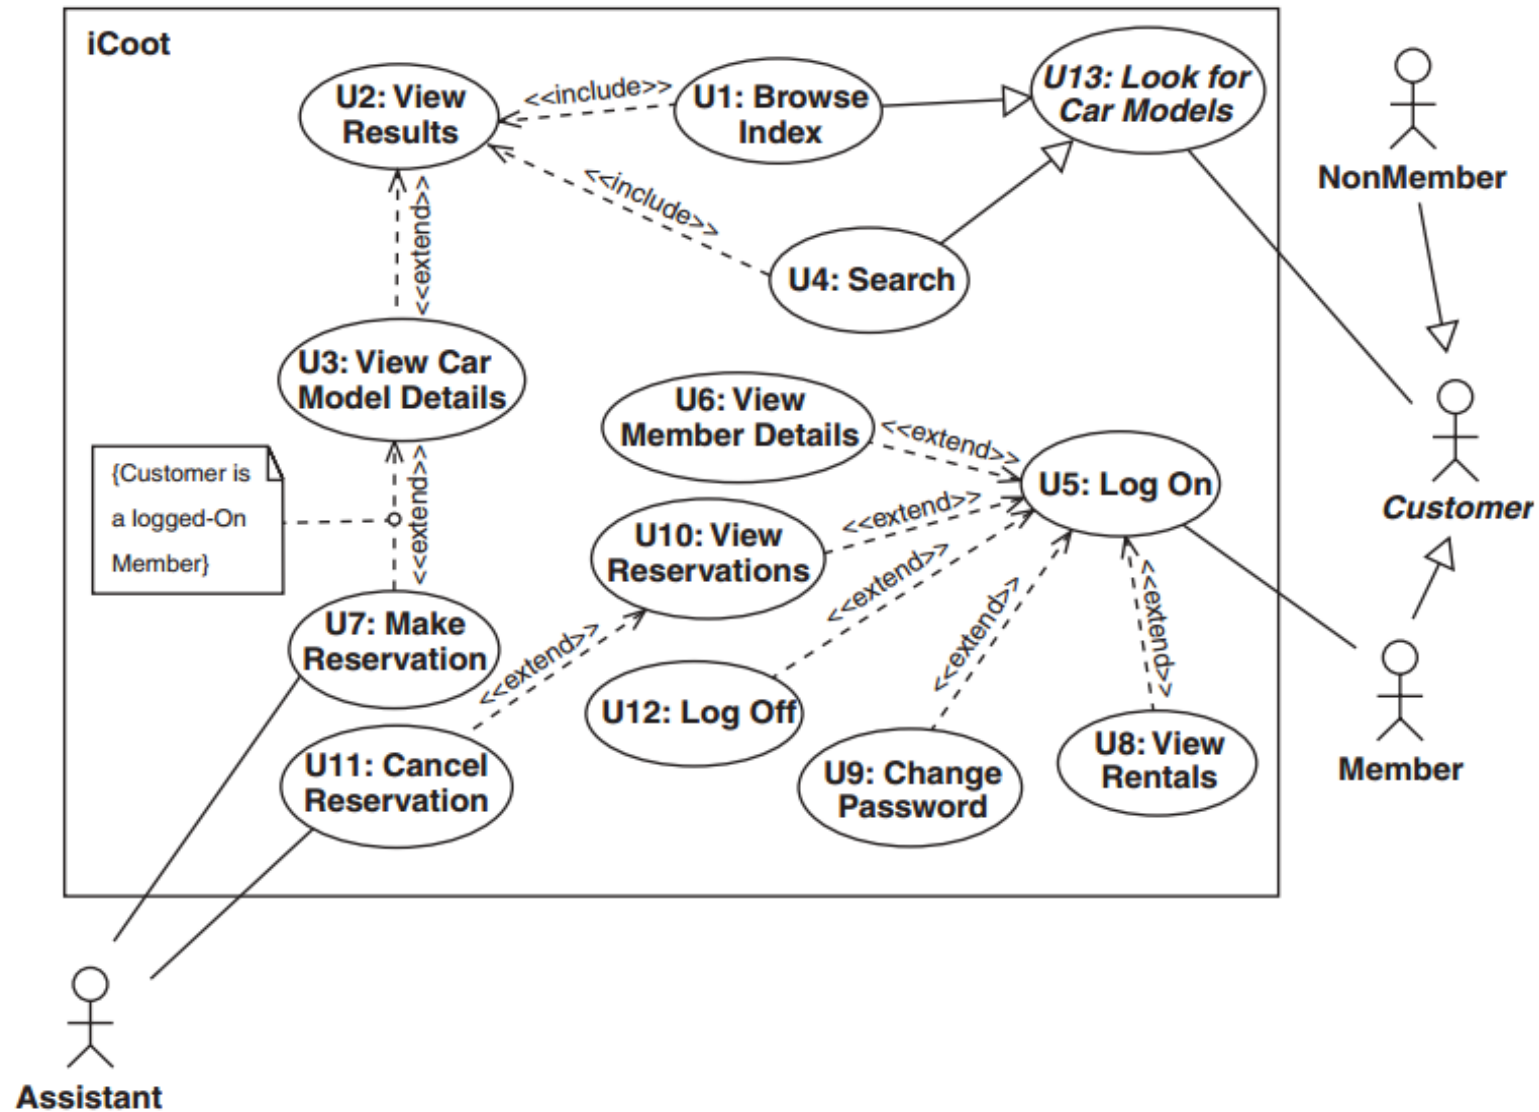 iCoot
U2: View
Results
<<include>>
U1: Browse
Index
U13: Look for
Car Models
NonMember
<<include>>
<<extend>>
U4: Search
U3: View Car
Model Details
U6: View
Member Details
<<extend>>
U5: Log On
Customer
{Customer is
a logged-On
Member}
<<extend>>
U10: View
Reservations
<<extend>>
<<extend>>
<<extend>>
<<extend>>
U7: Make
Reservation
<<extend>>
U12: Log Off
U11: Cancel
Reservation
U9: Change
Password
U8: View
Rentals
Member
Assistant